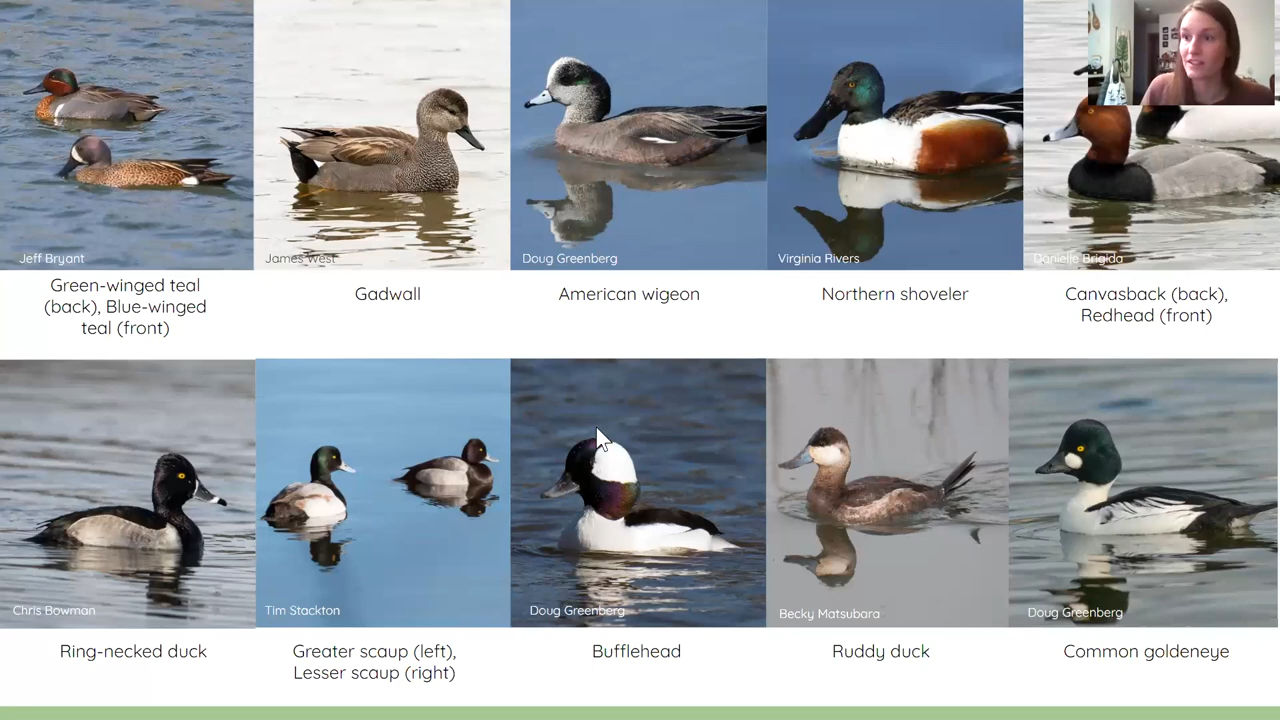 Jeff Bryant
James West
Doug Greenberg
Virginia Rivers
Danielle Brigida
Green-winged teal
(back), Blue-winged
teal (front)
Gadwall
American wigeon
Northern shoveler
Canvasback (back),
Redhead (front)
Chris Bowman
Tim Stackton
Doug Greenberg
Becky Matsubara
Doug Greenberg
Ring-necked duck
Greater scaup (left),
Lesser scaup (right)
Bufflehead
Ruddy duck
Common goldeneye